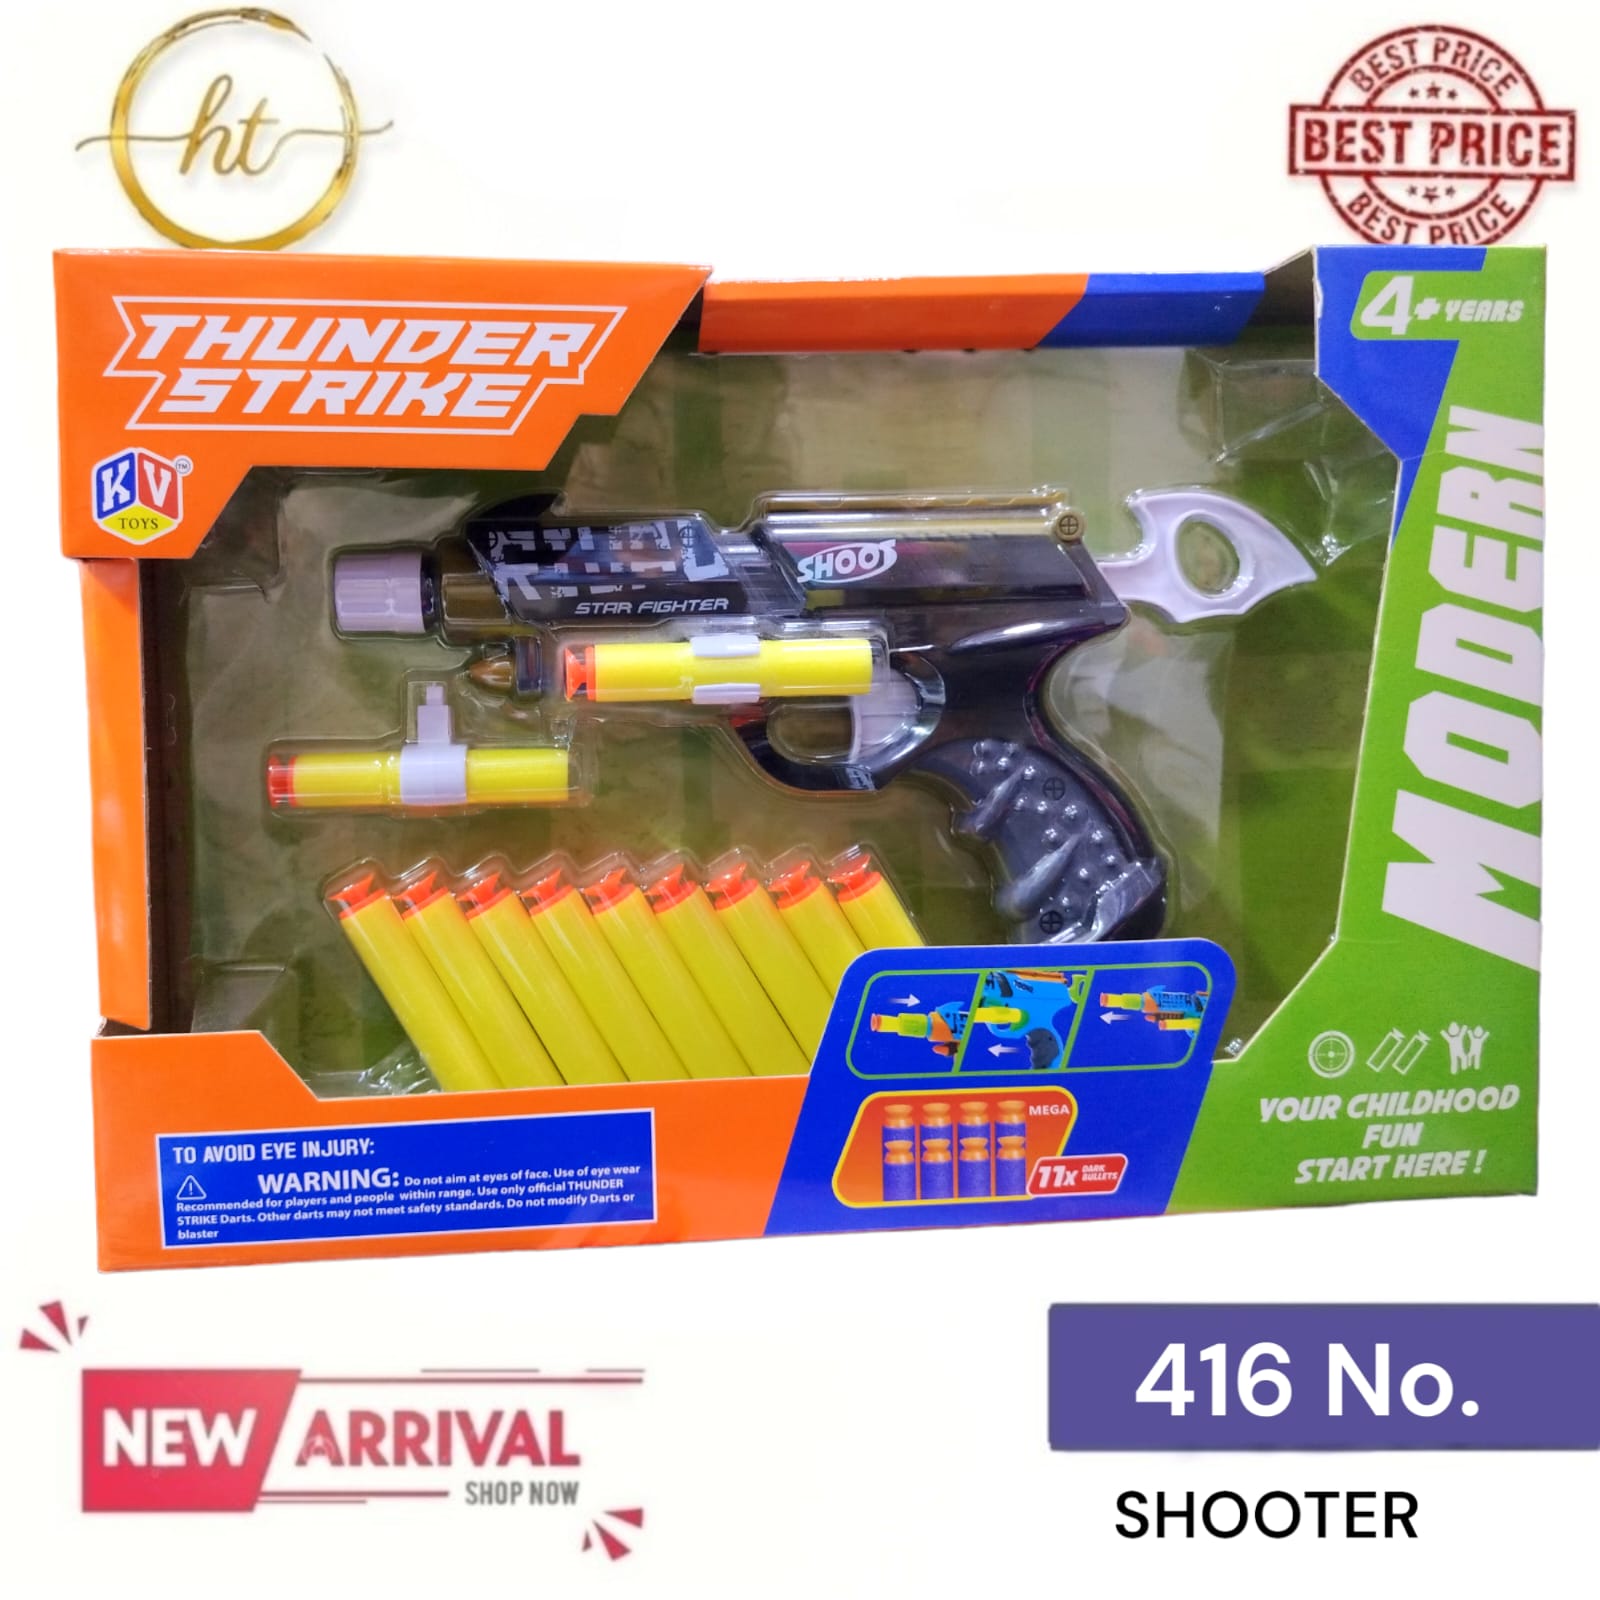 ht
BEST PRICE
BEST PRICE
BEST PRICE
THUNDER
STRIKE
KV
TM
TOYS
4+ YEARS
MODERN
SHOOS
STAR FIGHTER
MEGA
11x DARK
BULLETS
YOUR CHILDHOOD
FUN
START HERE!
TO AVOID EYE INJURY:
WARNING: Do not aim at eyes of face. Use of eye wear
Recommended for players and people within range. Use only official THUNDER
STRIKE Darts. Other darts may not meet safety standards. Do not modify Darts or
blaster
NEW ARRIVAL
SHOP NOW
416 No.
SHOOTER